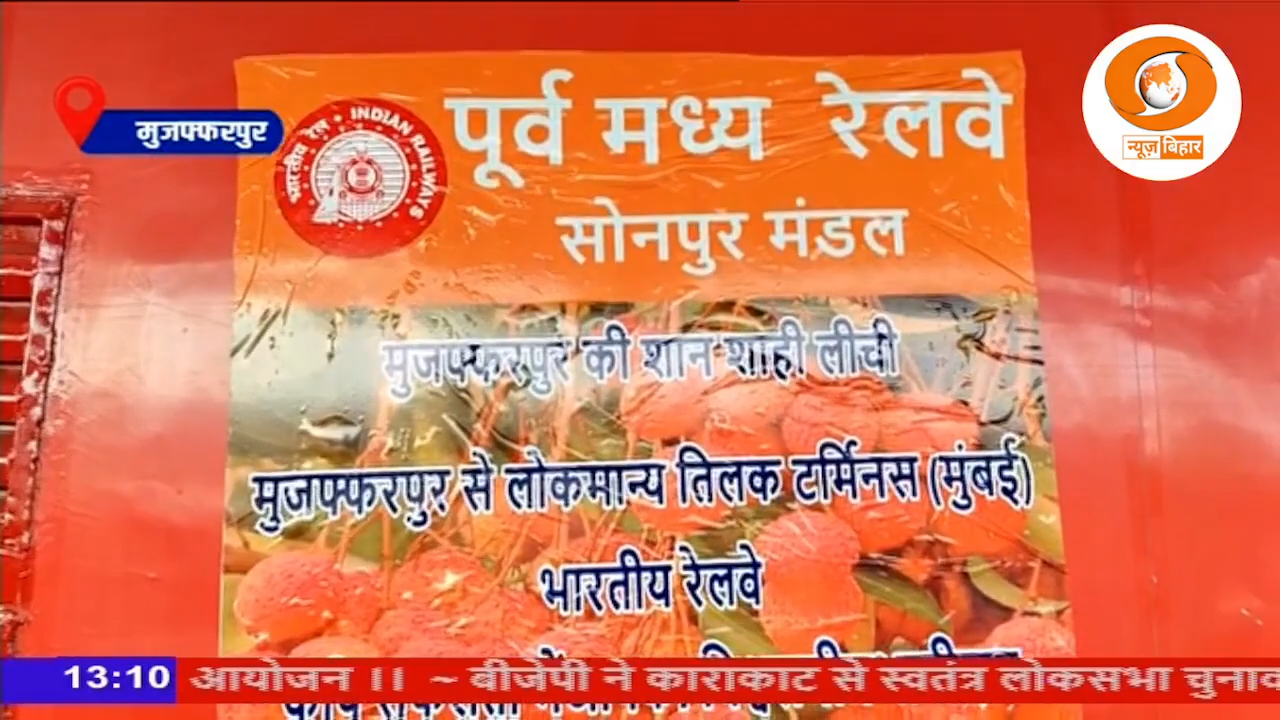 पूर्व मध्य रेलवे
भारतीय रेल INDIAN RAILWAYS
सोनपुर मंडल
मुजफ्फरपुर
न्यूज़ बिहार
मुजफ्फरपुर की शान शाही लीची
मुजफ्फरपुर से लोकमान्य तिलक टर्मिनस (मुंबई)
भारतीय रेलवे
13:10 आयोजन ।। ~ बीजेपी ने काराकाट से स्वतंत्र लोकसभा चुनाव